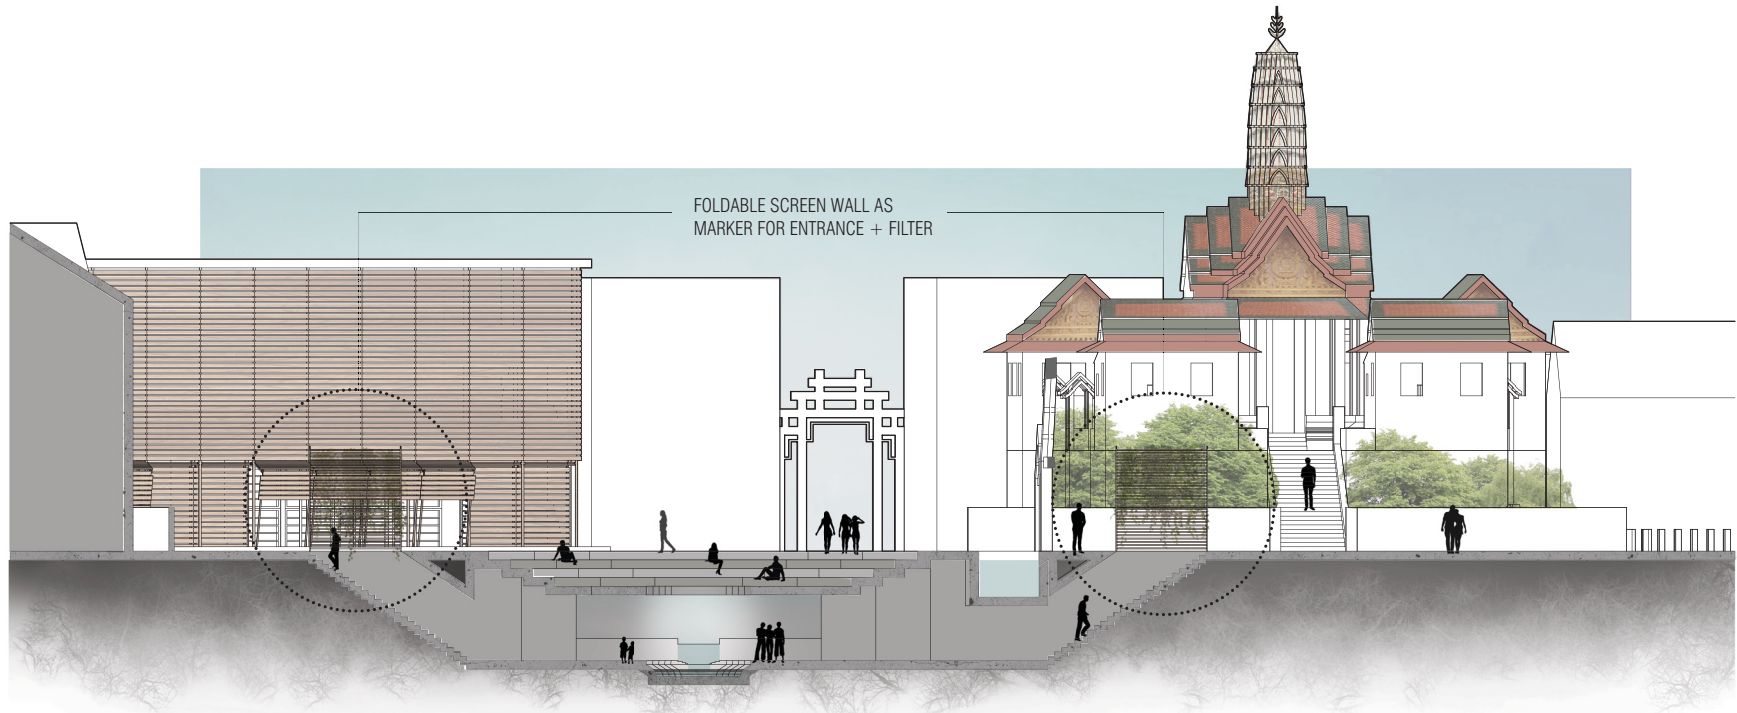 FOLDABLE SCREEN WALL AS
MARKER FOR ENTRANCE + FILTER